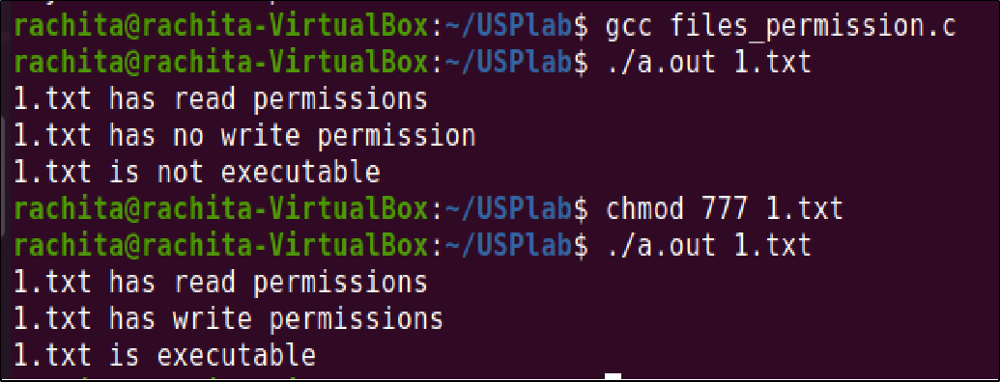 rachita@rachita-VirtualBox:~/USPlab$ gcc files_permission.c
rachita@rachita-VirtualBox:~/USPlab$ ./a.out 1.txt
1.txt has read permissions
1.txt has no write permission
1.txt is not executable
rachita@rachita-VirtualBox:~/USPlab$ chmod 777 1.txt
rachita@rachita-VirtualBox:~/USPlab$ ./a.out 1.txt
1.txt has read permissions
1.txt has write permissions
1.txt is executable